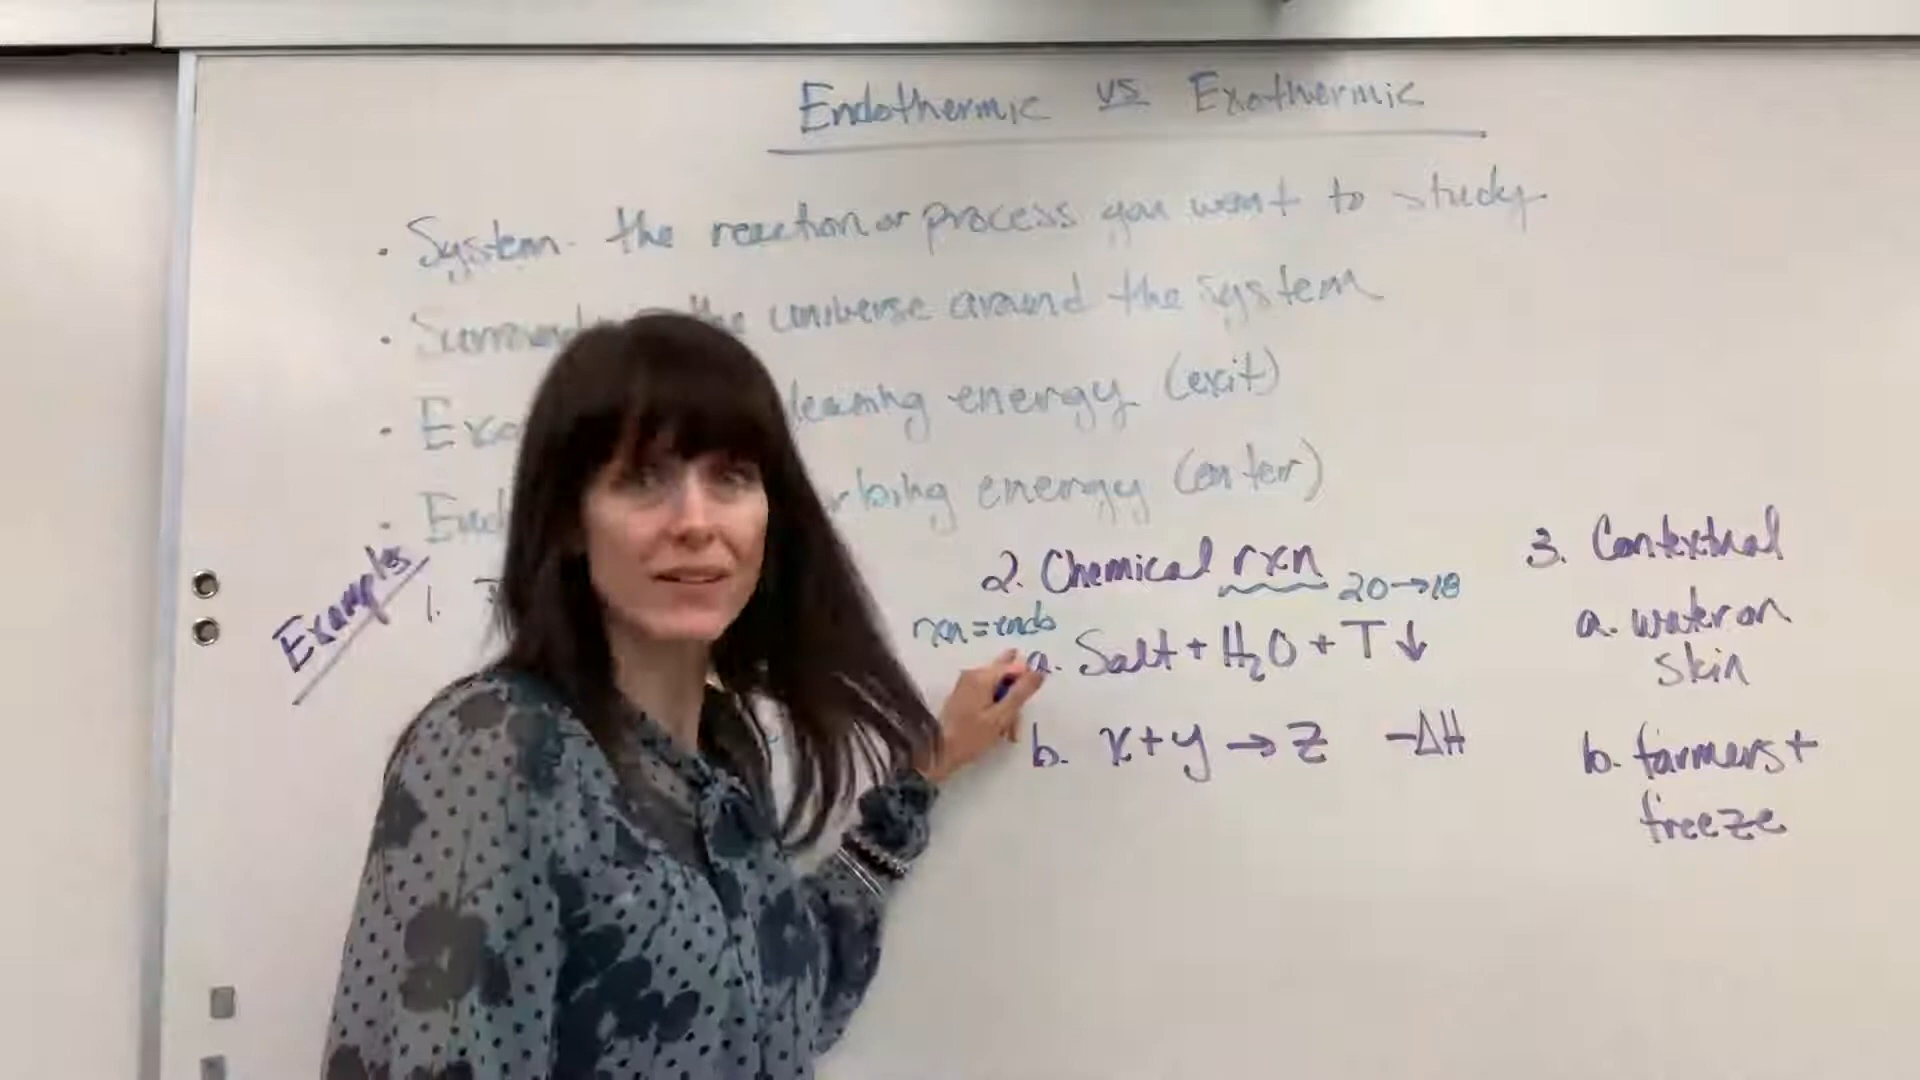 Endothermic vs Exothermic
• System - the reaction or process you want to study
• the universe around the system
• energy (exit)
• energy (enter)
Examples
1.
2. Chemical rxn
20→18
rxn = endo
a. Salt + H₂O + T ↓
b. x + y → z -ΔH
3. Contextual
a. water on
skin
b. farmers +
freeze